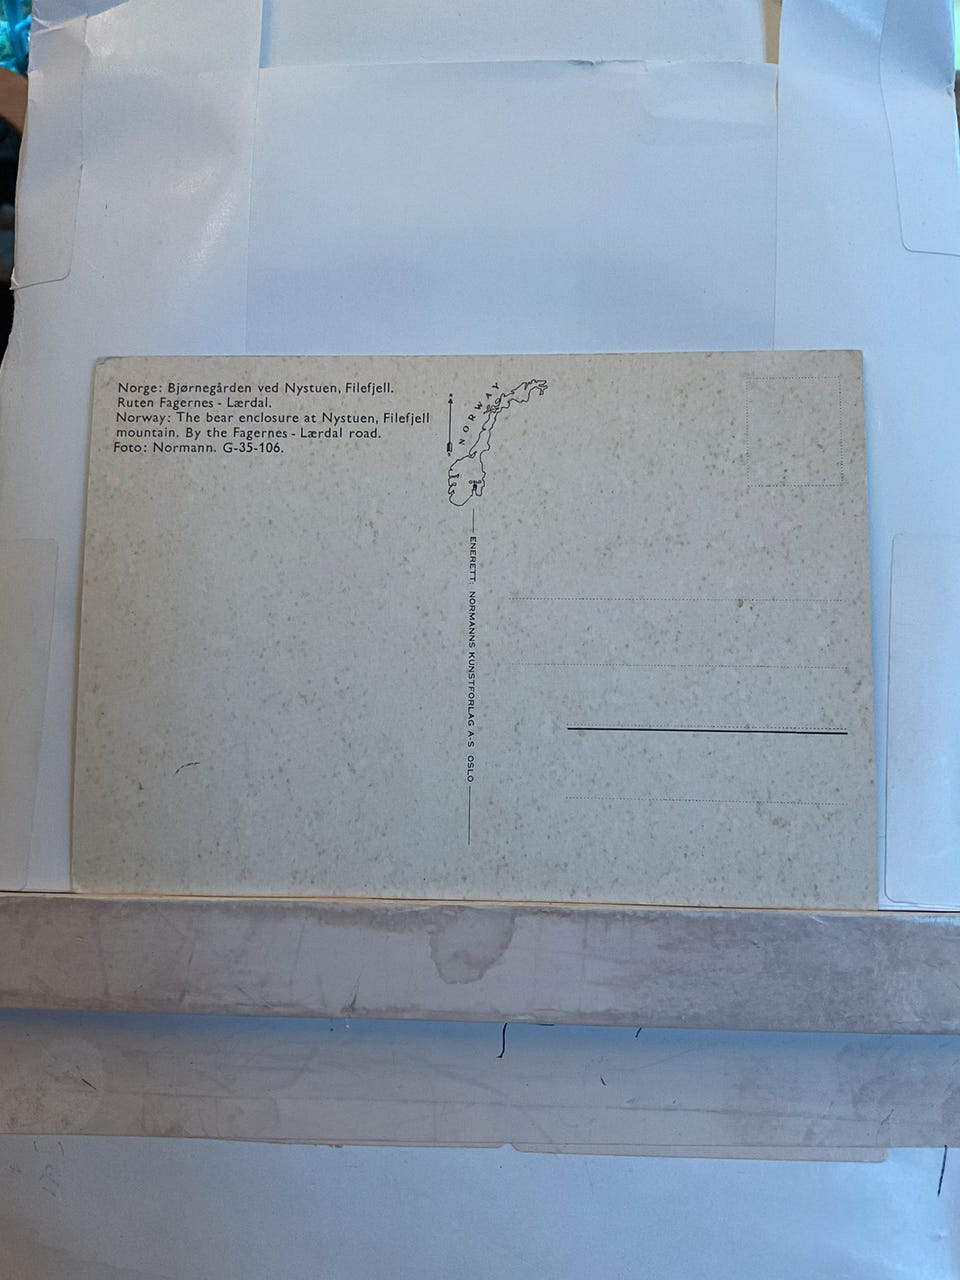 Norge: Bjørnegården ved Nystuen, Filefjell.
Ruten Fagernes - Lærdal.
Norway: The bear enclosure at Nystuen, Filefjell
mountain. By the Fagernes - Lærdal road.
Foto: Normann. G-35-106.
NORWAY
OSLO
ENERETT: NORMANNS KUNSTFORLAG A-S OSLO